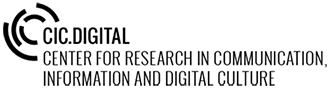 CIC.DIGITAL
CENTER FOR RESEARCH IN COMMUNICATION,
INFORMATION AND DIGITAL CULTURE